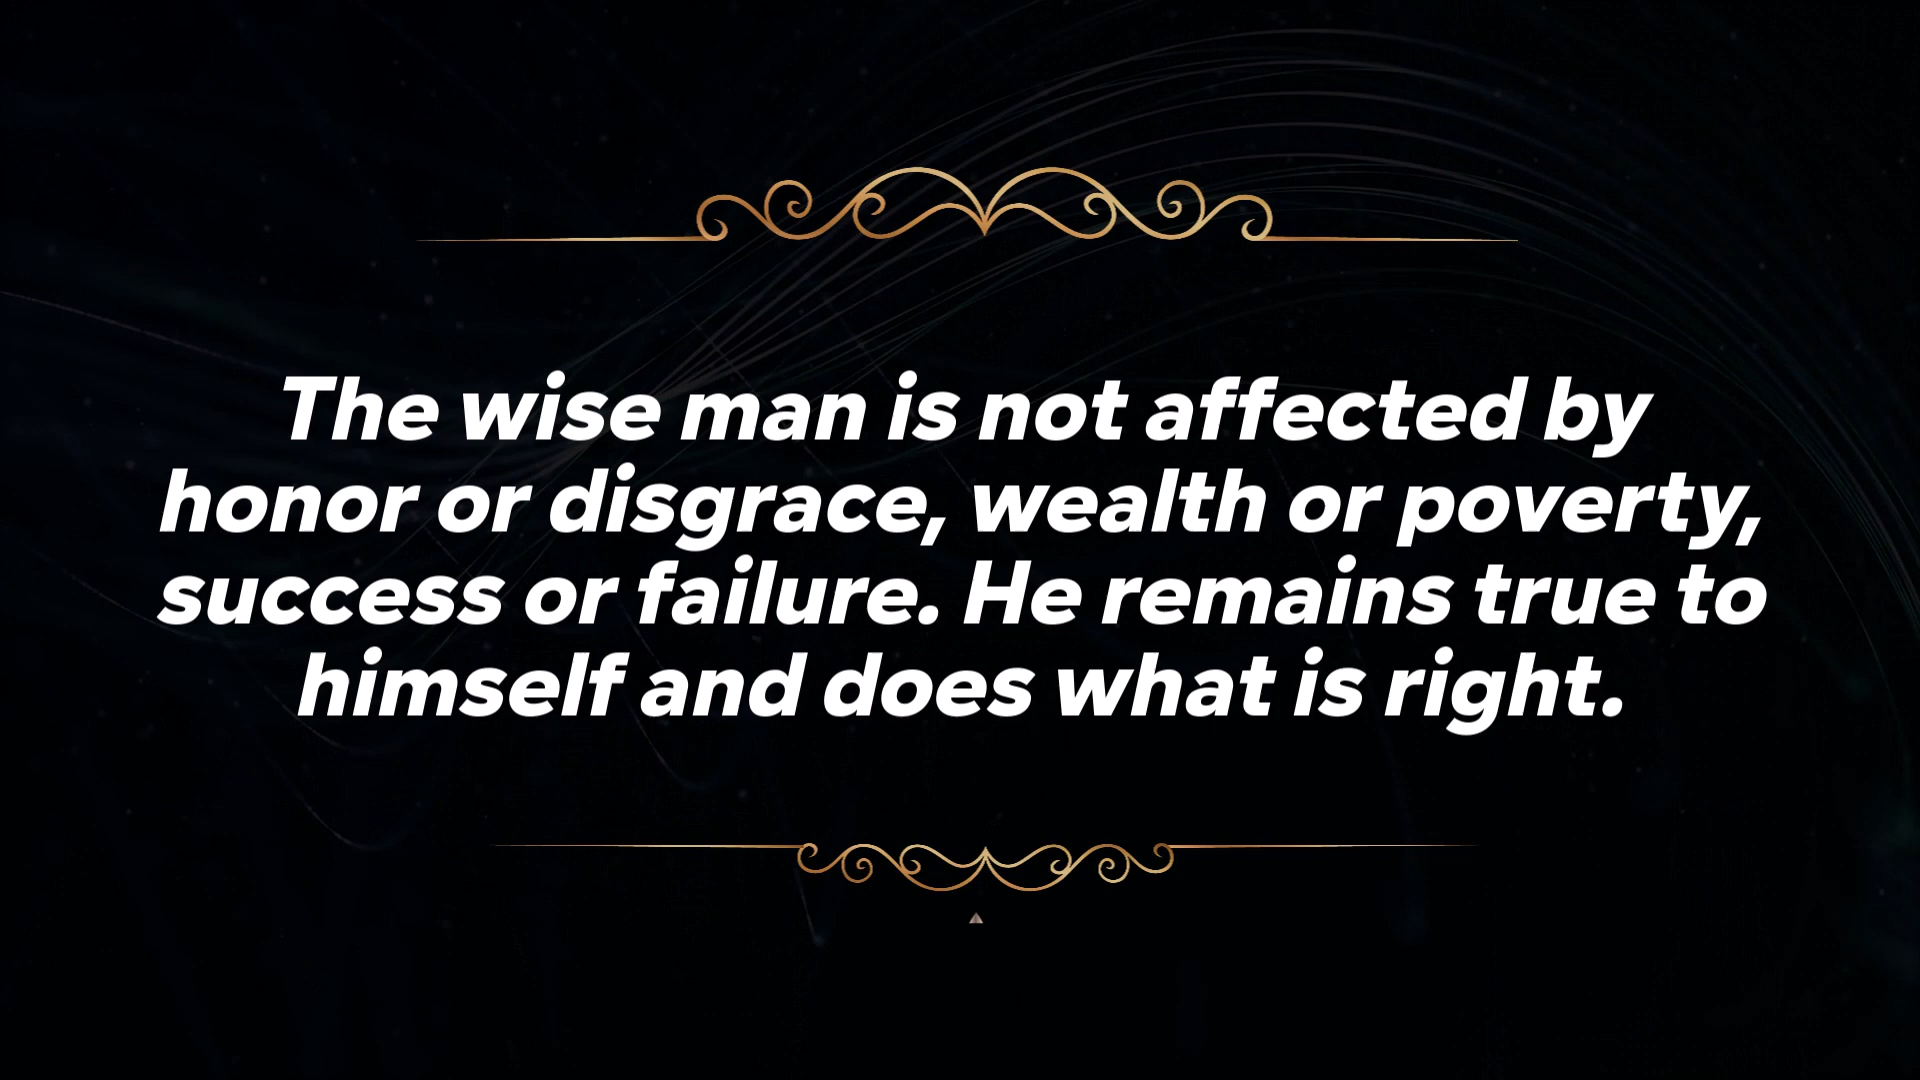 The wise man is not affected by
honor or disgrace, wealth or poverty,
success or failure. He remains true to
himself and does what is right.